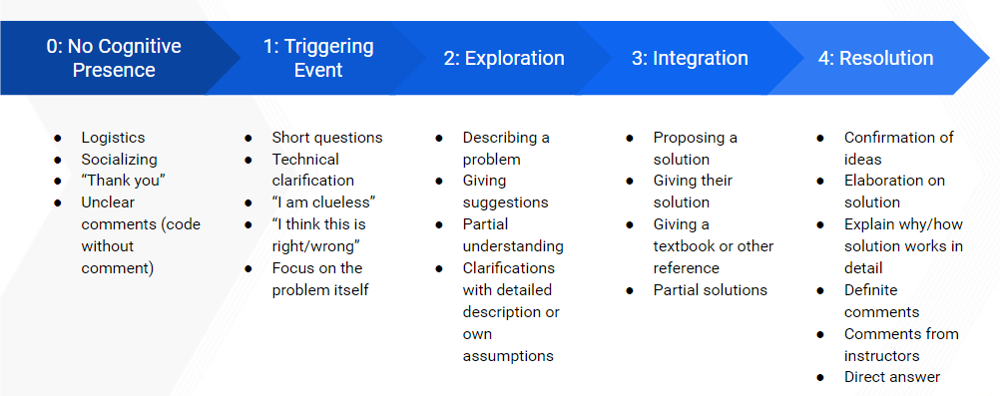 0: No Cognitive
Presence
1: Triggering
Event
2: Exploration
3: Integration
4: Resolution
● Logistics
● Socializing
● “Thank you”
● Unclear
comments (code
without
comment)
● Short questions
● Technical
clarification
● “I am clueless”
● “I think this is
right/wrong”
● Focus on the
problem itself
● Describing a
problem
● Giving
suggestions
● Partial
understanding
● Clarifications
with detailed
description or
own
assumptions
● Proposing a
solution
● Giving their
solution
● Giving a
textbook or other
reference
● Partial solutions
● Confirmation of
ideas
● Elaboration on
solution
● Explain why/how
solution works in
detail
● Definite
comments
● Comments from
instructors
● Direct answer